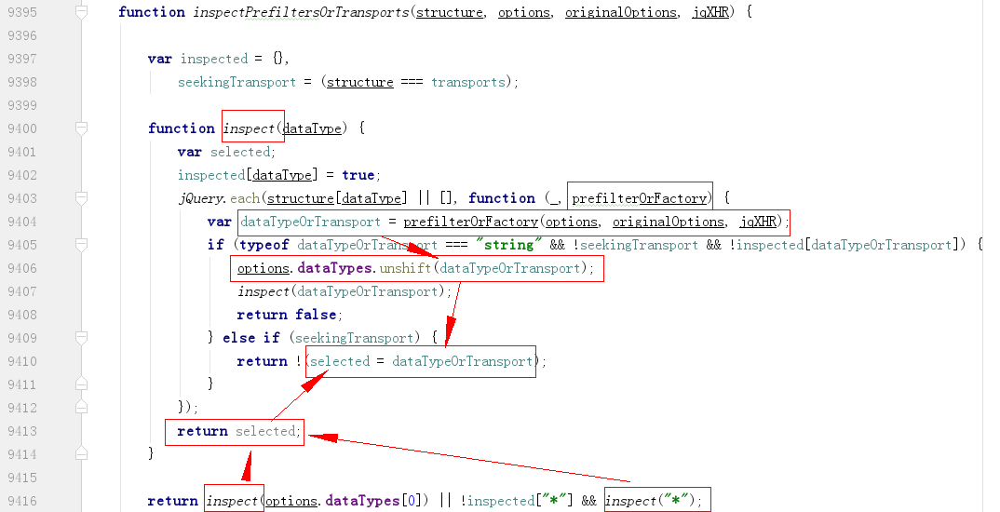 9395 function inspectPrefiltersOrTransports(structure, options, originalOptions, jqXHR) {
9396
9397 var inspected = {},
9398 seekingTransport = (structure === transports);
9399
9400 function inspect(dataType) {
9401 var selected;
9402 inspected[dataType] = true;
9403 jQuery.each(structure[dataType] || [], function (_, prefilterOrFactory) {
9404 var dataTypeOrTransport = prefilterOrFactory(options, originalOptions, jqXHR);
9405 if (typeof dataTypeOrTransport === "string" && !seekingTransport && !inspected[dataTypeOrTransport]) {
9406 options.dataTypes.unshift(dataTypeOrTransport);
9407 inspect(dataTypeOrTransport);
9408 return false;
9409 } else if (seekingTransport) {
9410 return !(selected = dataTypeOrTransport);
9411 }
9412 });
9413 return selected;
9414 }
9415
9416 return inspect(options.dataTypes[0]) || !inspected["*"] && inspect("*");